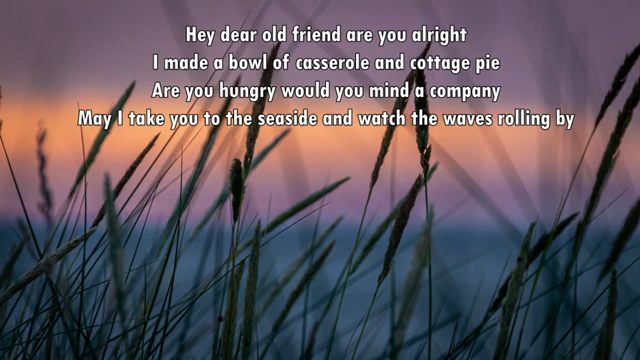 Hey dear old friend are you alright
I made a bowl of casserole and cottage pie
Are you hungry would you mind a company
May I take you to the seaside and watch the waves rolling by